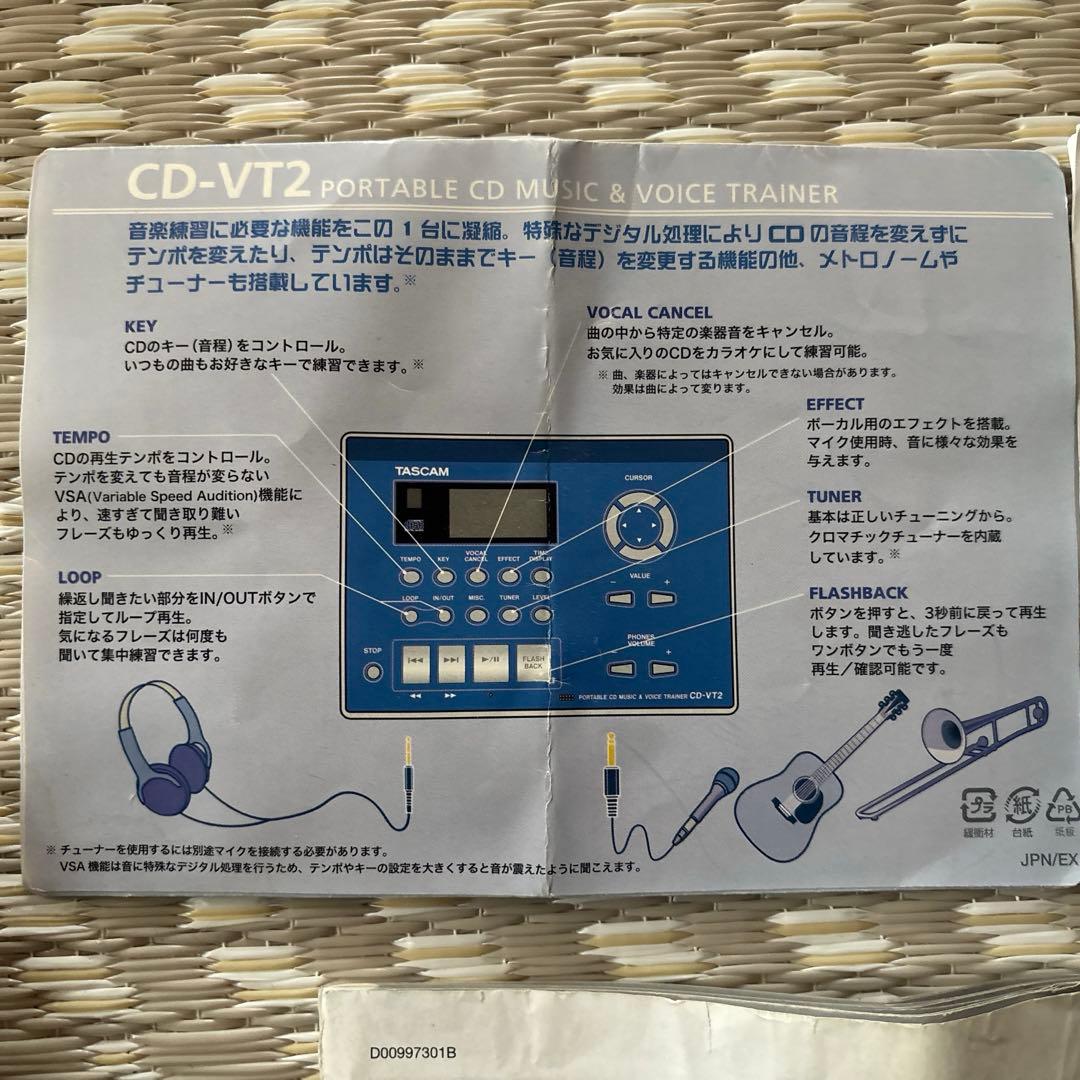 CD-VT2 PORTABLE CD MUSIC & VOICE TRAINER
音楽練習に必要な機能をこの1台に凝縮。特殊なデジタル処理によりCDの音程を変えずに
テンポを変えたり、テンポはそのままでキー(音程)を変更する機能の他、メトロノームや
チューナーも搭載しています。※
KEY
CDのキー(音程)をコントロール。
いつもの曲もお好きなキーで練習できます。※
VOCAL CANCEL
曲の中から特定の楽器音をキャンセル。
お気に入りのCDをカラオケにして練習可能。
※ 曲、楽器によってはキャンセルできない場合があります。
効果は曲によって変ります。
TEMPO
CDの再生テンポをコントロール。
テンポを変えても音程が変らない
VSA(Variable Speed Audition)機能に
より、速すぎて聞き取り難い
フレーズもゆっくり再生。※
LOOP
繰返し聞きたい部分をIN/OUTボタンで
指定してループ再生。
気になるフレーズは何度も
聞いて集中練習できます。
EFFECT
ボーカル用のエフェクトを搭載。
マイク使用時、音に様々な効果を
与えます。
TUNER
基本は正しいチューニングから。
クロマチックチューナーを内蔵
しています。※
FLASHBACK
ボタンを押すと、3秒前に戻って再生
します。聞き逃したフレーズも
ワンボタンでもう一度
再生/確認可能です。
TASCAM
CURSOR
TEMPO KEY VOCAL CANCEL EFFECT TIME DISPLAY
VALUE
− +
LOOP IN/OUT MISC. TUNER LEVEL
STOP
FLASH BACK
PHONES VOLUME
− +
PORTABLE CD MUSIC & VOICE TRAINER CD-VT2
プラ
緩衝材
紙
台紙
PB
紙緩
※ チューナーを使用するには別途マイクを接続する必要があります。
VSA 機能は音に特殊なデジタル処理を行うため、テンポやキーの設定を大きくすると音が震えたように聞こえます。
JPN/EX
D00997301B